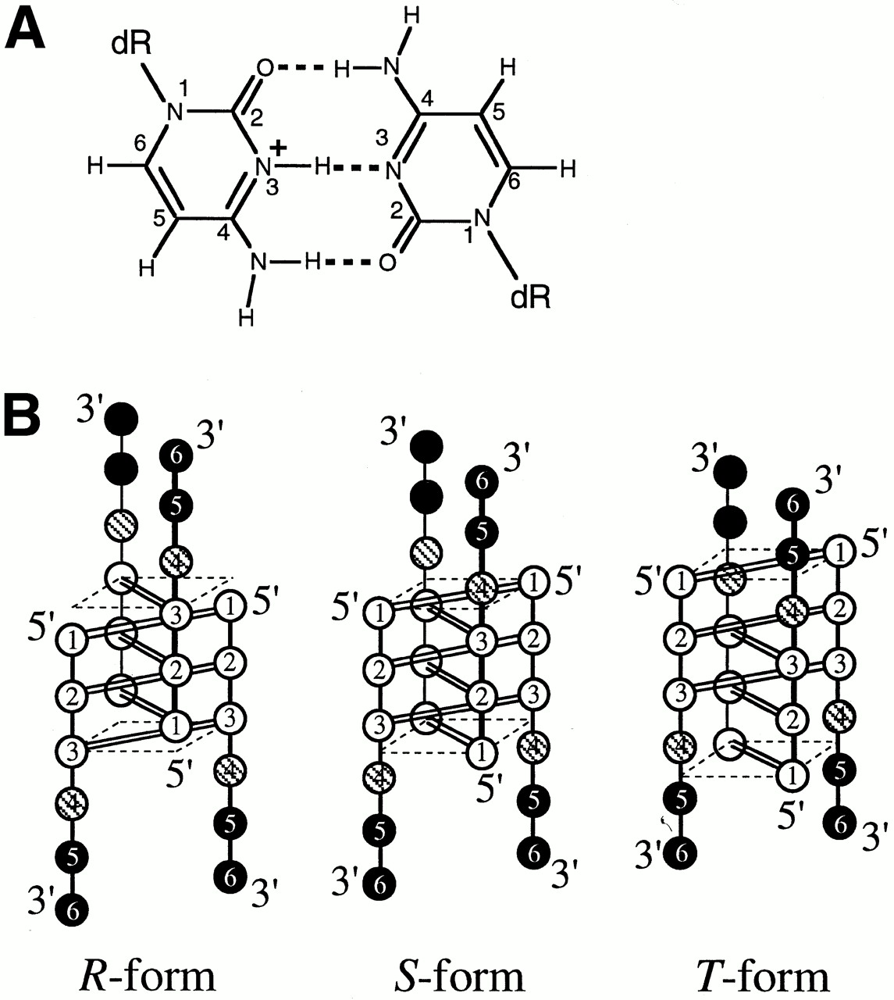 A
H
dR
O H N H
1 4
N 2 5
6 + 3
H N H N H
3 6
5 2
4 N
1
H N H O
H dR
B
3' 3' 3' 3' 3' 3'
6 6 6
5 5 5
4 4
3 1 5' 5' 1 4 1 5' 5' 1 5 1 5'
5' 1 2 2 2 3 2 2 4 2
2 1 3 3 2 3 3 3 3
3 5' 4 3 1 4 4 2 4
4 5 4 5' 5 5 1 5
5 6 3' 5 6 3' 3' 6 5' 6 3'
3' 6 3' 6
R-form S-form T-form